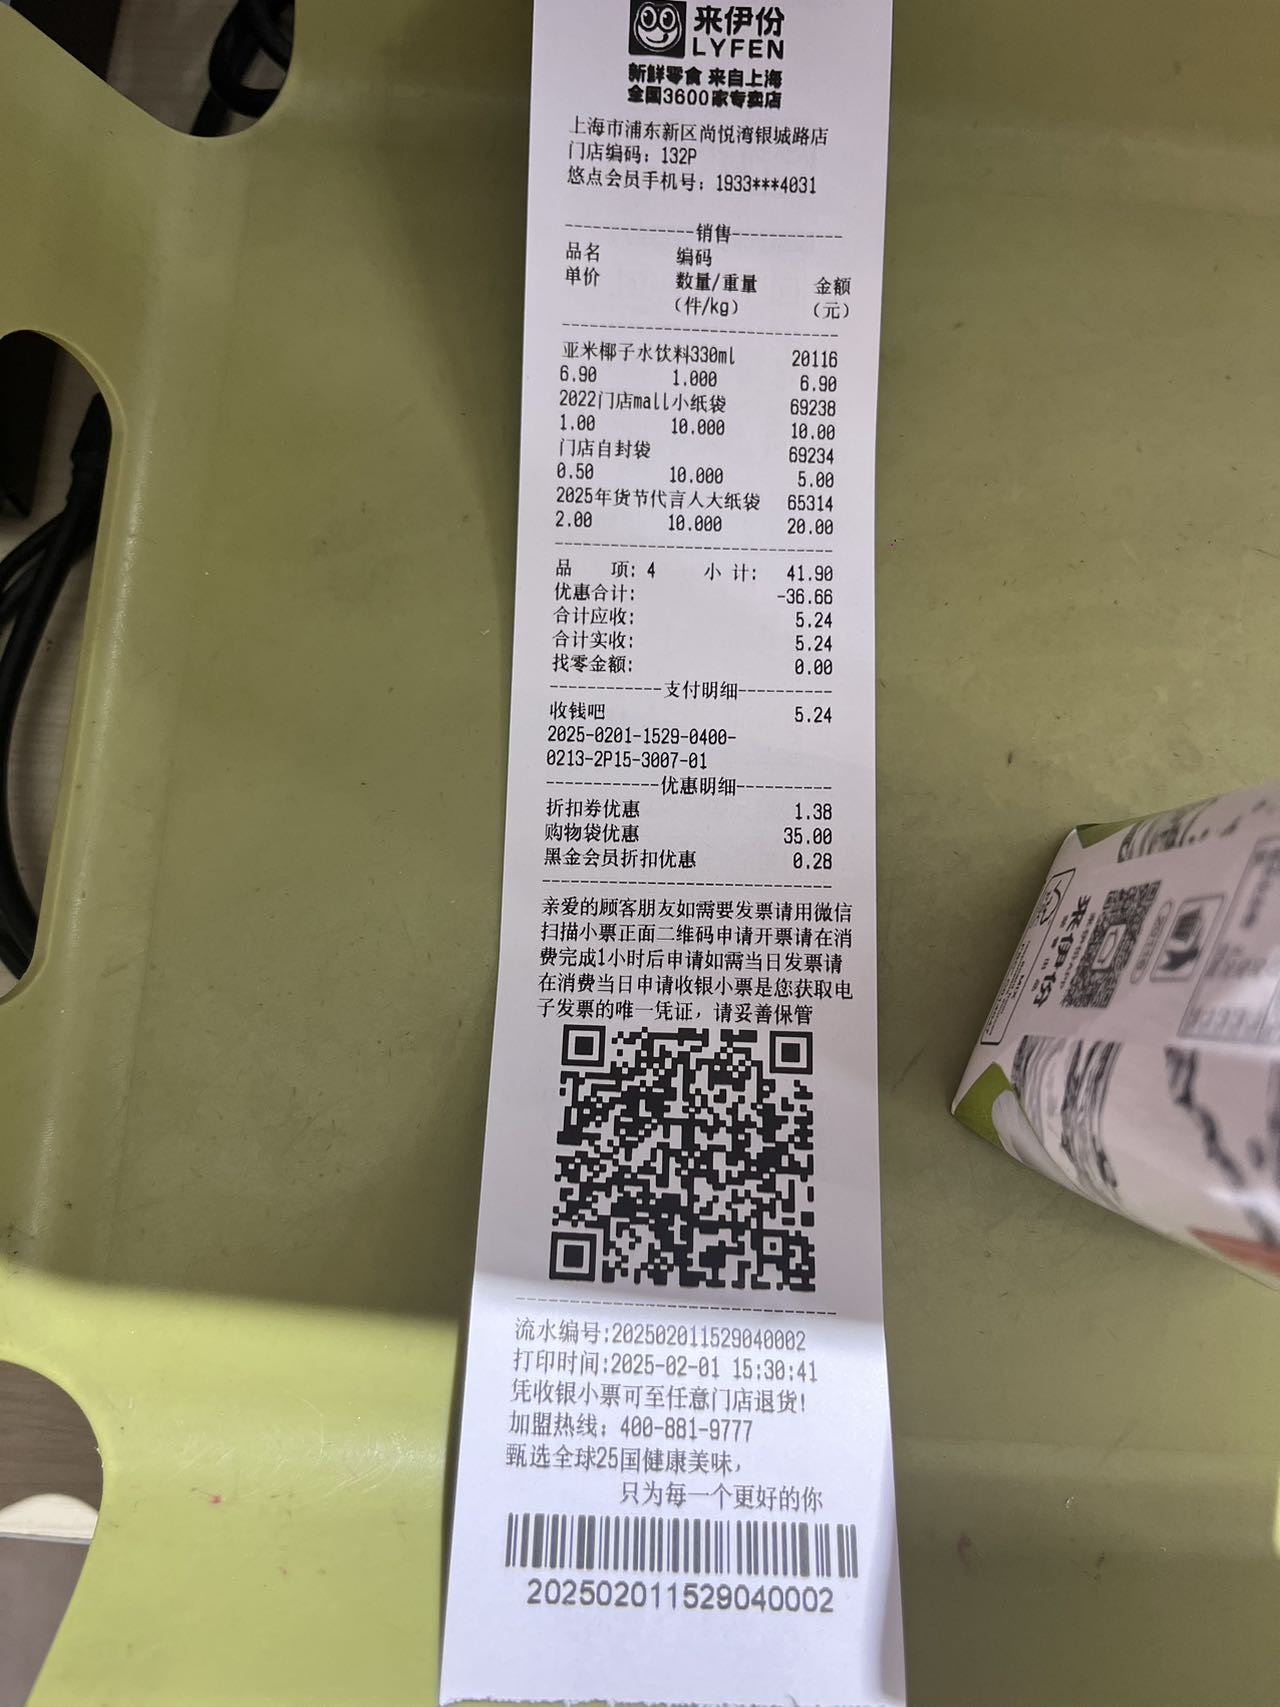 来伊份
LYFEN
新鲜零食 来自上海
全国3600家专卖店
上海市浦东新区尚悦湾银城路店
门店编码：132P
悠点会员手机号：1933***4031
--------------销售------------
品名 编码
单价 数量/重量 金额
（件/kg） （元）
------------------------------
亚米椰子水饮料330ml 20116
6.90 1.000 6.90
2022门店mall小纸袋 69238
1.00 10.000 10.00
门店自封袋 69234
0.50 10.000 5.00
2025年货节代言人大纸袋 65314
2.00 10.000 20.00
------------------------------
品 项: 4 小 计: 41.90
优惠合计: -36.66
合计应收: 5.24
合计实收: 5.24
找零金额: 0.00
------------支付明细----------
收钱吧 5.24
2025-0201-1529-0400-
0213-2P15-3007-01
------------优惠明细----------
折扣券优惠 1.38
购物袋优惠 35.00
黑金会员折扣优惠 0.28
------------------------------
亲爱的顾客朋友如需要发票请用微信
扫描小票正面二维码申请开票请在消
费完成1小时后申请如需当日发票请
在消费当日申请收银小票是您获取电
子发票的唯一凭证，请妥善保管
------------------------------
流水编号:202502011529040002
打印时间:2025-02-01 15:30:41
凭收银小票可至任意门店退货!
加盟热线：400-881-9777
甄选全球25国健康美味，
只为每一个更好的你
202502011529040002
来伊份